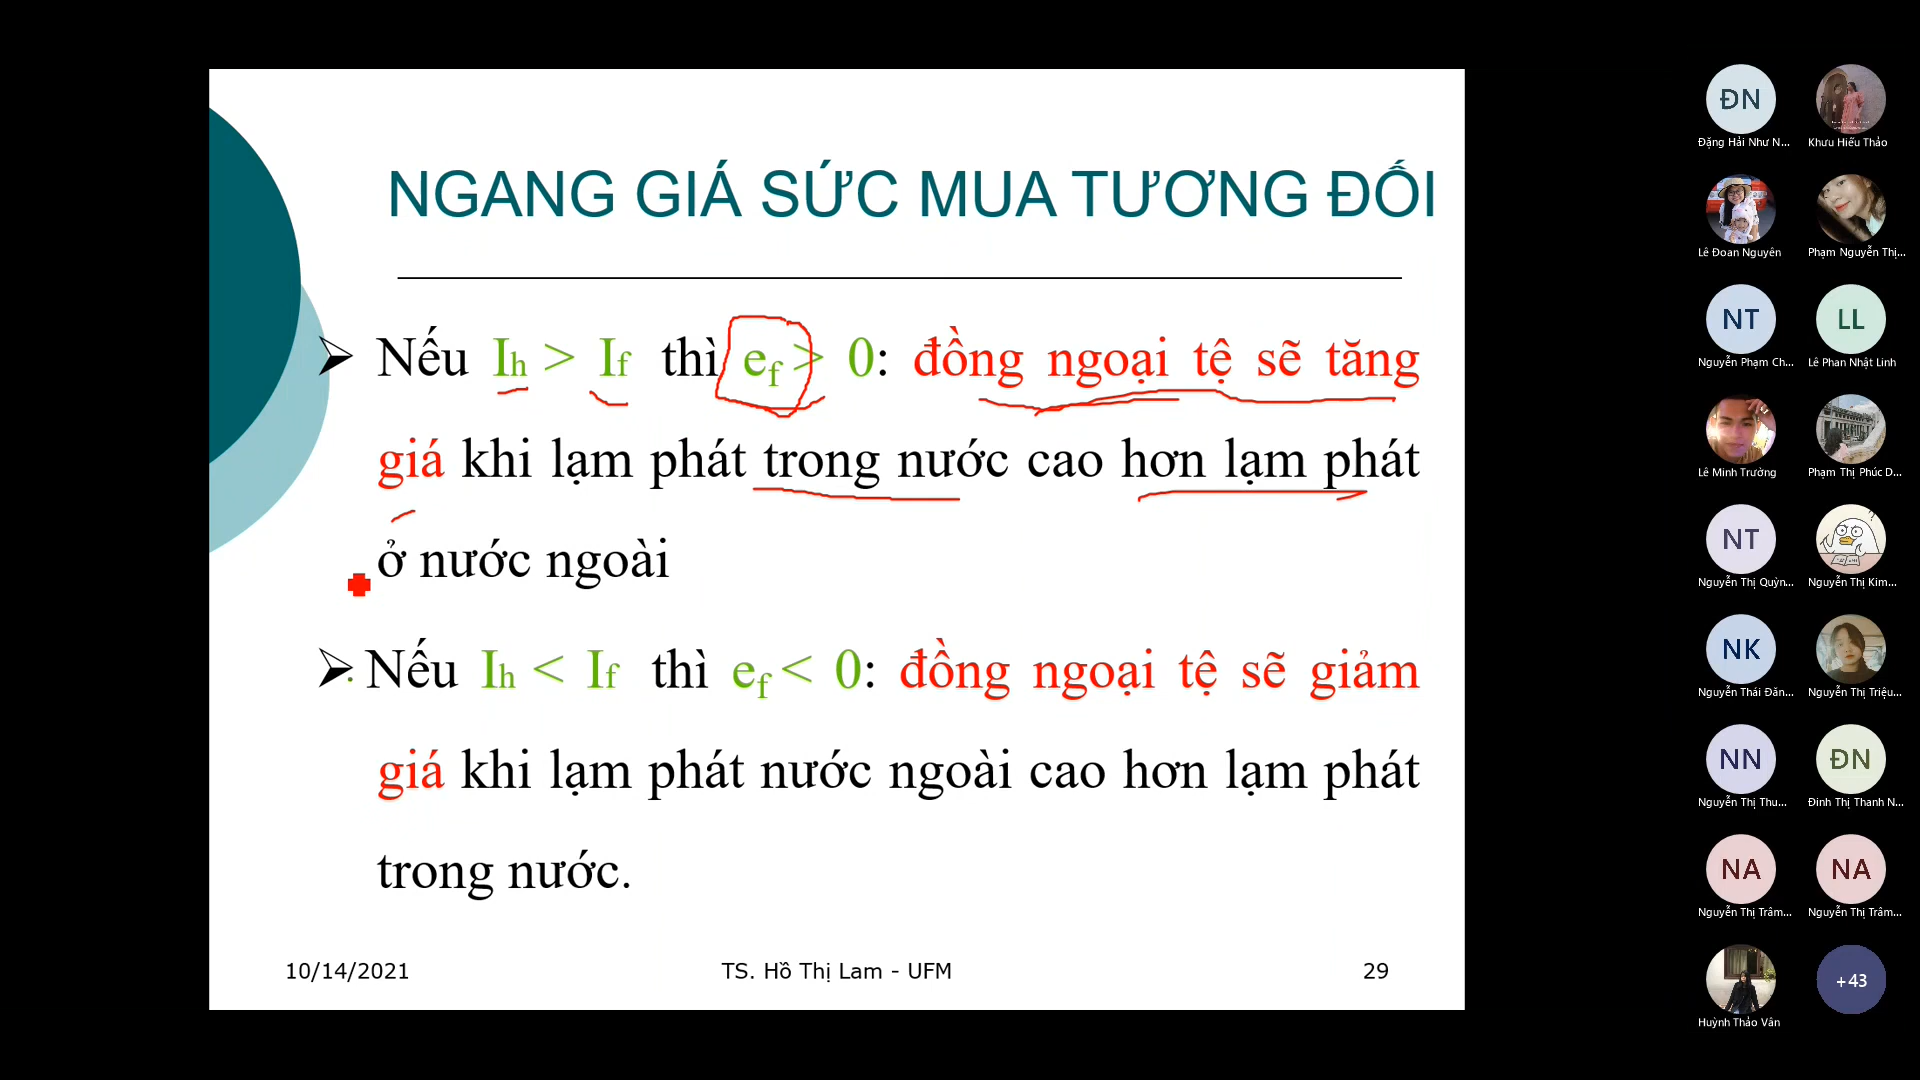 NGANG GIÁ SỨC MUA TƯƠNG ĐỐI
Nếu Ih > If thì ef > 0: đồng ngoại tệ sẽ tăng
giá khi lạm phát trong nước cao hơn lạm phát
ở nước ngoài
Nếu Ih < If thì ef < 0: đồng ngoại tệ sẽ giảm
giá khi lạm phát nước ngoài cao hơn lạm phát
trong nước.
10/14/2021 TS. Hồ Thị Lam - UFM 29
ĐN
Đặng Hải Như N... Khưu Hiếu Thảo
Lê Đoan Nguyên Phạm Nguyễn Thị...
NT LL
Nguyễn Phạm Ch... Lê Phan Nhật Linh
Lê Minh Trường Phạm Thị Phúc D...
NT
Nguyễn Thị Quỳn... Nguyễn Thị Kim...
NK
Nguyễn Thái Đăn... Nguyễn Thị Triệu...
NN ĐN
Nguyễn Thị Thu... Đinh Thị Thanh N...
NA NA
Nguyễn Thị Trâm... Nguyễn Thị Trâm...
+43
Huỳnh Thảo Vân